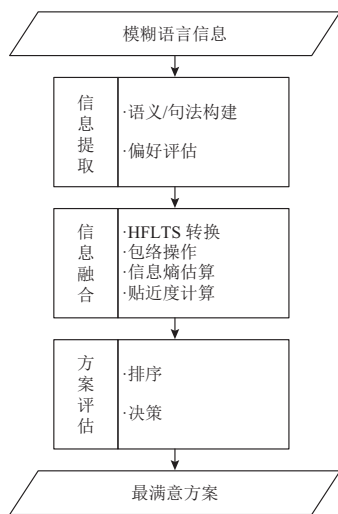 模糊语言信息
信息提取
·语义/句法构建
·偏好评估
信息融合
·HFLTS 转换
·包络操作
·信息熵估算
·贴近度计算
方案评估
·排序
·决策
最满意方案